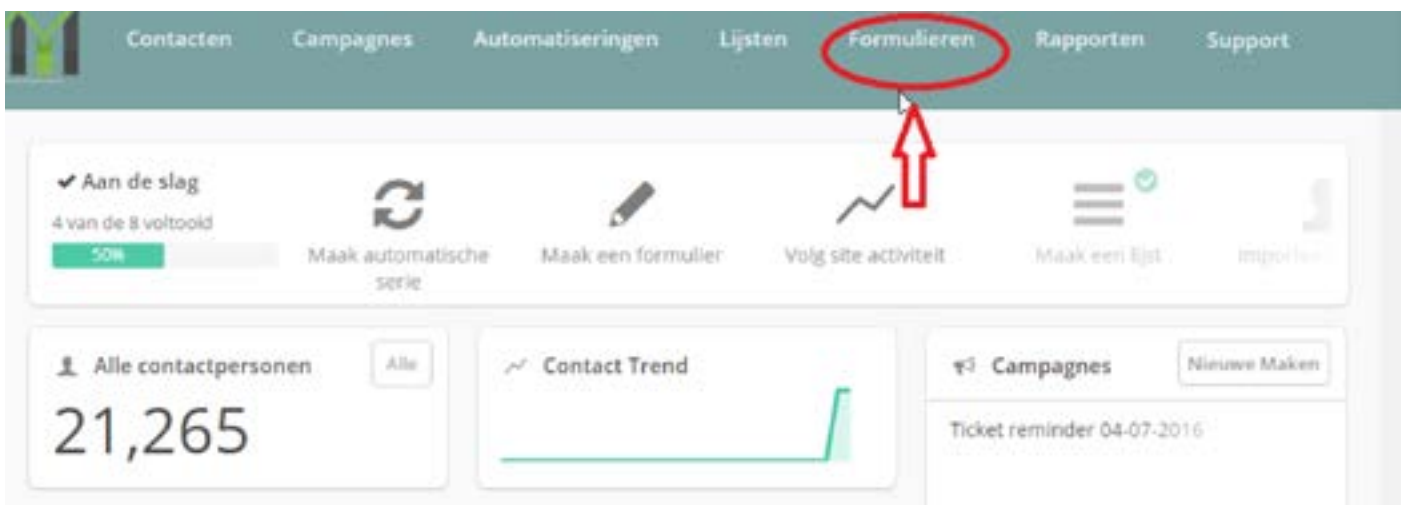 Contacten Campagnes Automatiseringen Lijsten Formulieren Rapporten Support
Aan de slag
4 van de 8 voltooid
50%
Maak automatische
serie
Maak een formulier
Volg site activiteit
Maak een lijst
Alle contactpersonen
Alle
21,265
Contact Trend
Campagnes
Nieuwe Maken
Ticket reminder 04-07-2016